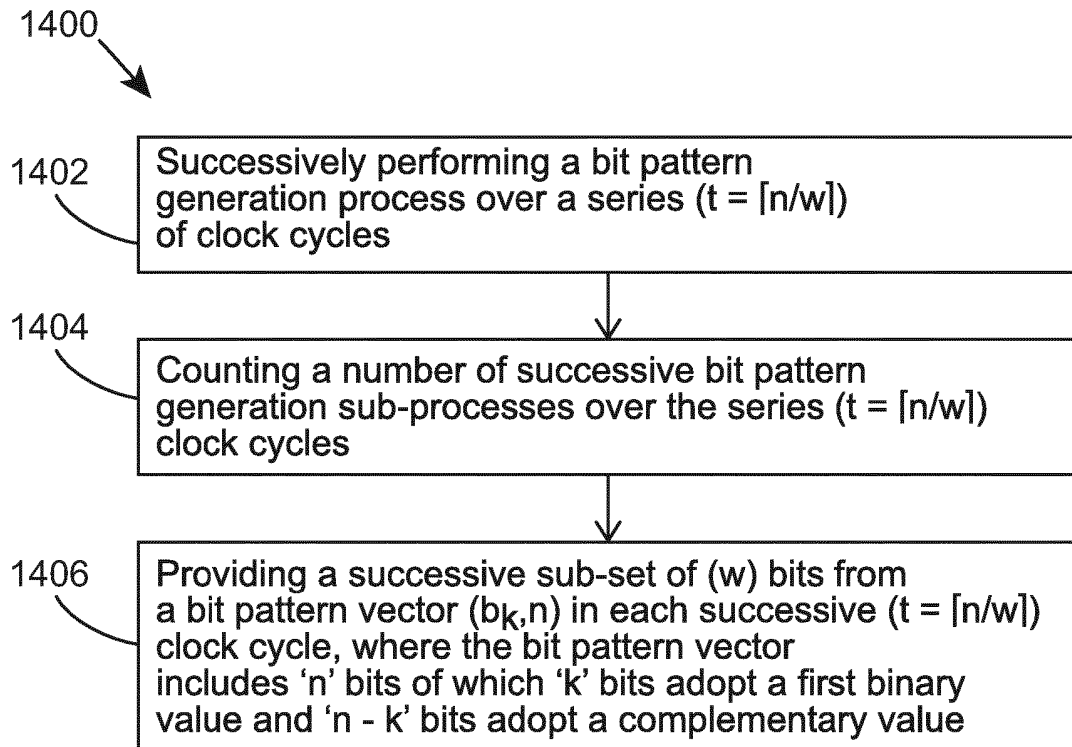 1400
1402
Successively performing a bit pattern
generation process over a series (t = ⌈n/w⌉)
of clock cycles
1404
Counting a number of successive bit pattern
generation sub-processes over the series (t = ⌈n/w⌉)
clock cycles
1406
Providing a successive sub-set of (w) bits from
a bit pattern vector (bₖ,n) in each successive (t = ⌈n/w⌉)
clock cycle, where the bit pattern vector
includes ‘n’ bits of which ‘k’ bits adopt a first binary
value and ‘n - k’ bits adopt a complementary value